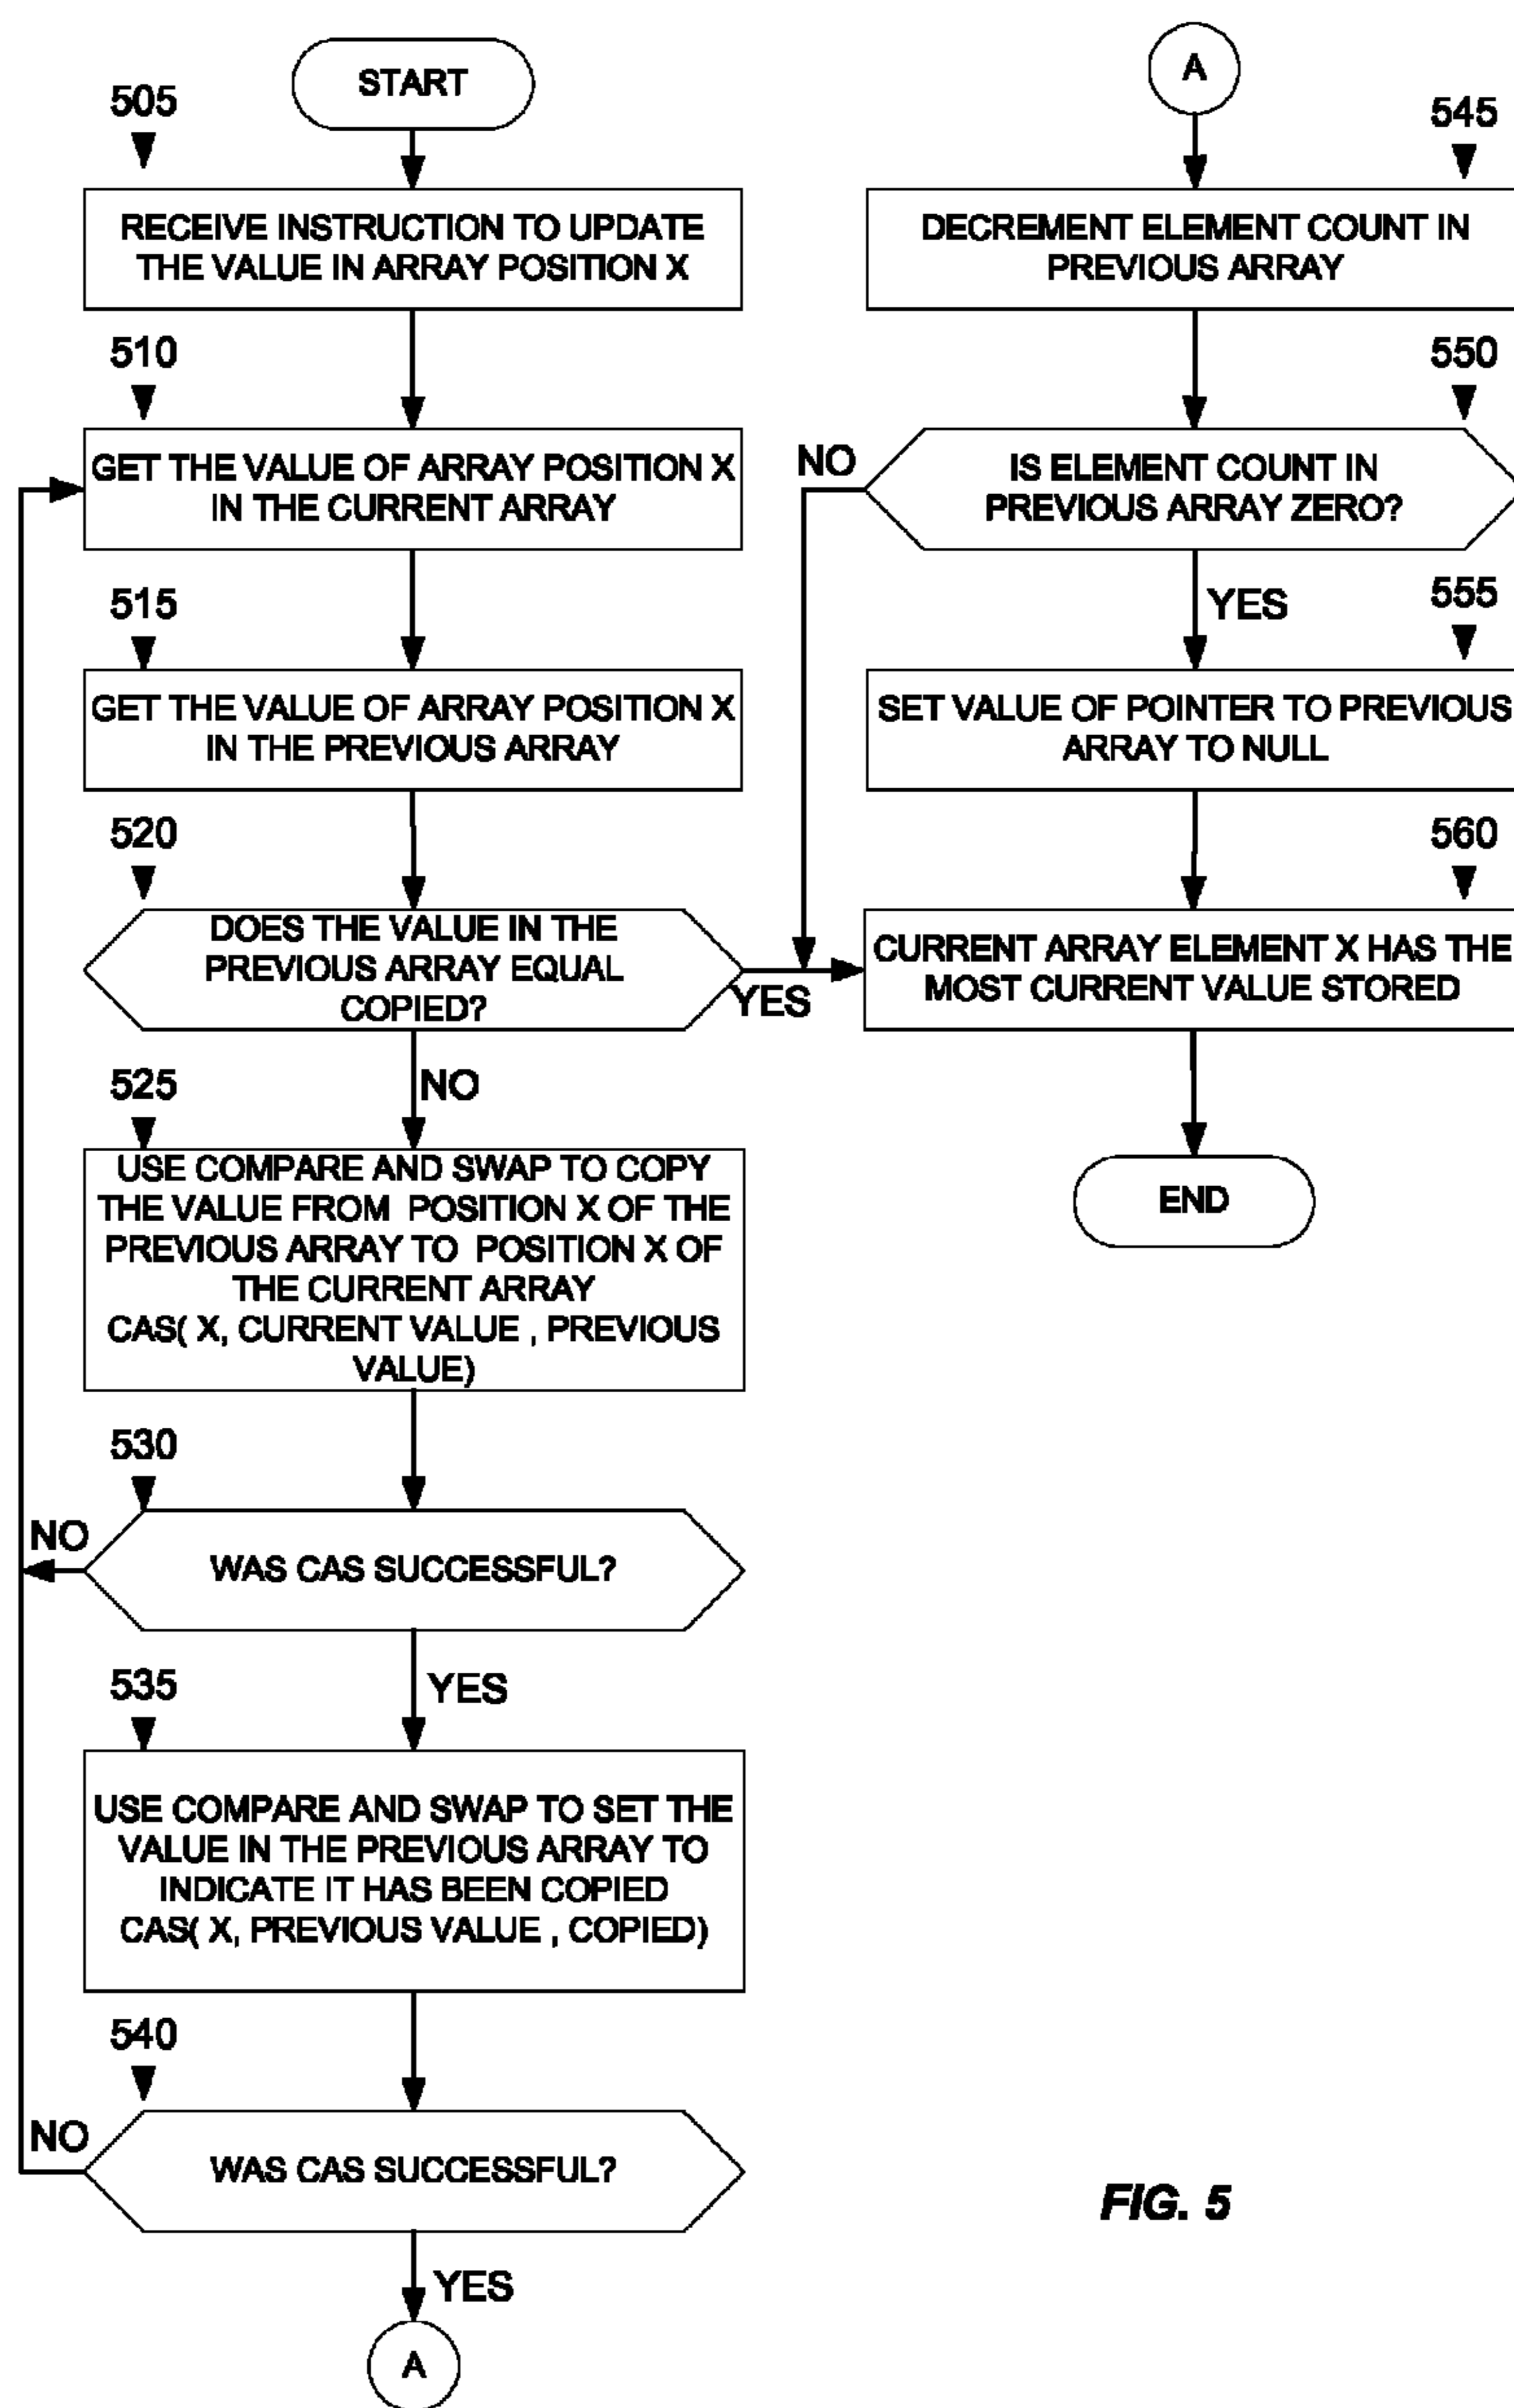 START
505
RECEIVE INSTRUCTION TO UPDATE
THE VALUE IN ARRAY POSITION X
510
GET THE VALUE OF ARRAY POSITION X
IN THE CURRENT ARRAY
515
GET THE VALUE OF ARRAY POSITION X
IN THE PREVIOUS ARRAY
520
DOES THE VALUE IN THE
PREVIOUS ARRAY EQUAL
COPIED?
YES
NO
525
USE COMPARE AND SWAP TO COPY
THE VALUE FROM POSITION X OF THE
PREVIOUS ARRAY TO POSITION X OF
THE CURRENT ARRAY
CAS( X, CURRENT VALUE , PREVIOUS
VALUE)
530
NO
WAS CAS SUCCESSFUL?
YES
535
USE COMPARE AND SWAP TO SET THE
VALUE IN THE PREVIOUS ARRAY TO
INDICATE IT HAS BEEN COPIED
CAS( X, PREVIOUS VALUE , COPIED)
540
NO
WAS CAS SUCCESSFUL?
YES
A
A
545
DECREMENT ELEMENT COUNT IN
PREVIOUS ARRAY
550
NO
IS ELEMENT COUNT IN
PREVIOUS ARRAY ZERO?
YES
555
SET VALUE OF POINTER TO PREVIOUS
ARRAY TO NULL
560
CURRENT ARRAY ELEMENT X HAS THE
MOST CURRENT VALUE STORED
END
FIG. 5